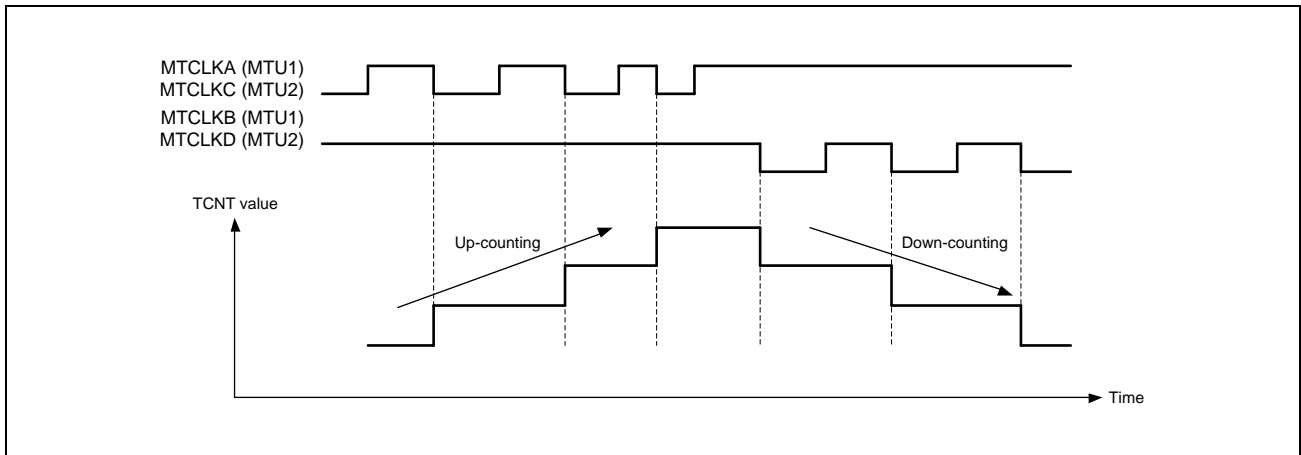 MTCLKA (MTU1)
MTCLKC (MTU2)
MTCLKB (MTU1)
MTCLKD (MTU2)
TCNT value
Up-counting
Down-counting
Time